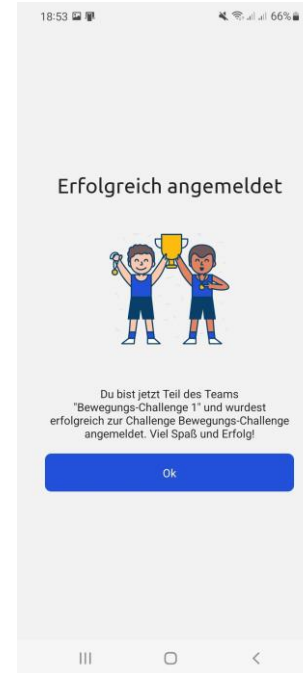 18:53 66%
Erfolgreich angemeldet
Du bist jetzt Teil des Teams
"Bewegungs-Challenge 1" und wurdest
erfolgreich zur Challenge Bewegungs-Challenge
angemeldet. Viel Spaß und Erfolg!
Ok